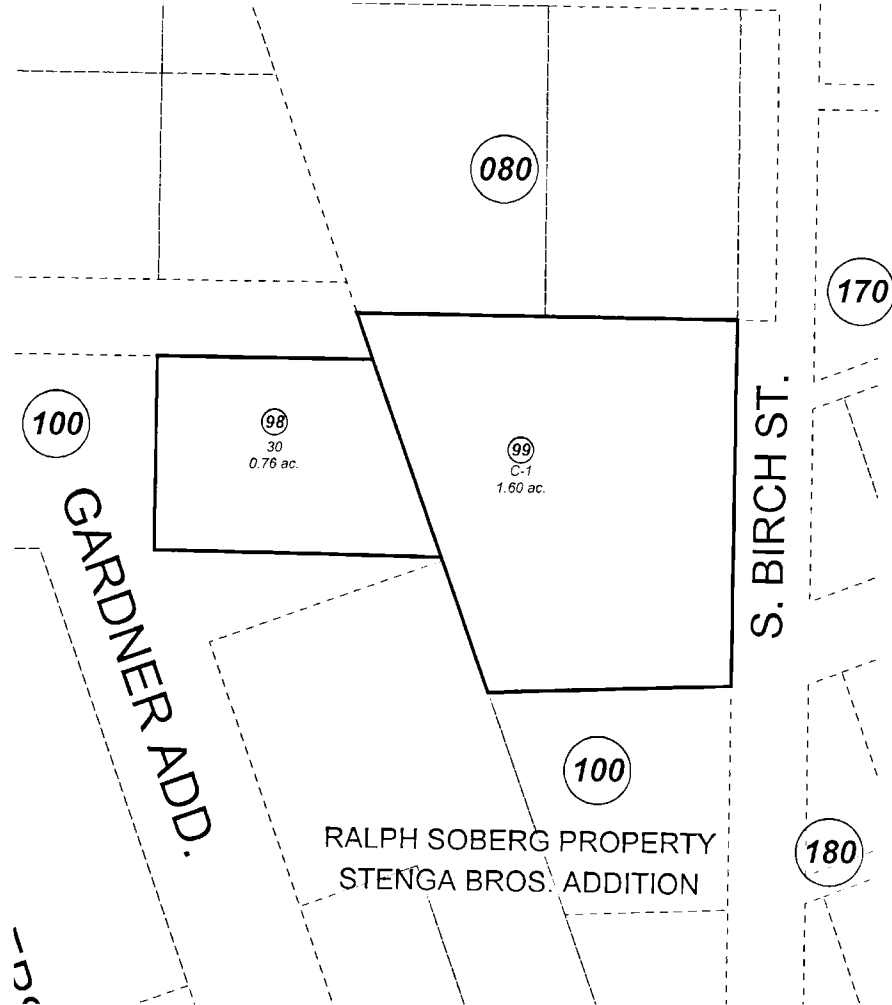 080
170
100
98
30
0.76 ac.
99
C-1
1.60 ac.
S. BIRCH ST.
GARDNER ADD.
100
RALPH SOBERG PROPERTY
STENGA BROS. ADDITION
180